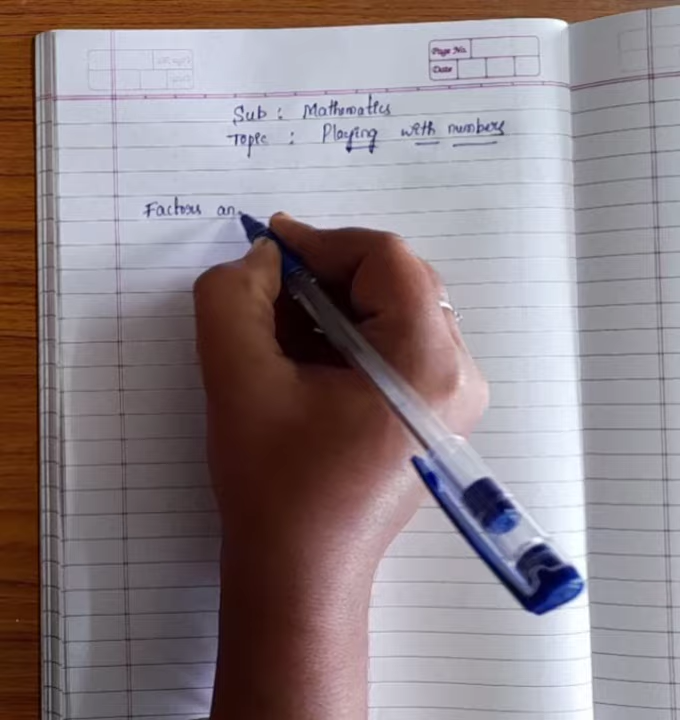 Page No.
Date
Sub : Mathematics
Topic : Playing with numbers
Factors an